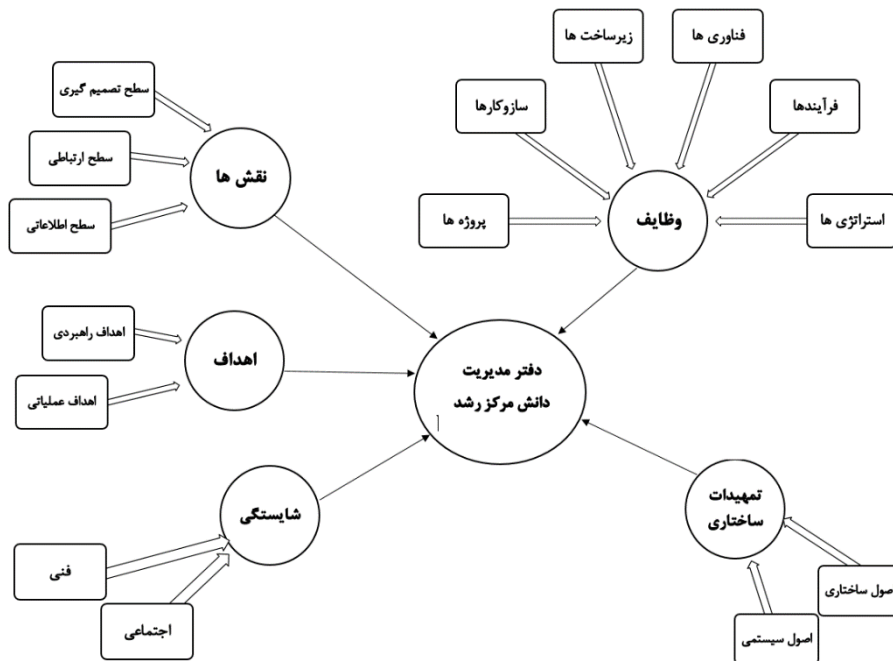 زیرساخت ها
فناوری ها
سازوکارها
فرآیندها
پروژه ها
استراتژی ها
وظایف
سطح تصمیم گیری
سطح ارتباطی
سطح اطلاعاتی
نقش ها
اهداف راهبردی
اهداف عملیاتی
اهداف
دفتر مدیریت
دانش مرکز رشد
شایستگی
فنی
اجتماعی
تمهیدات
ساختاری
صول ساختاری
اصول سیستمی